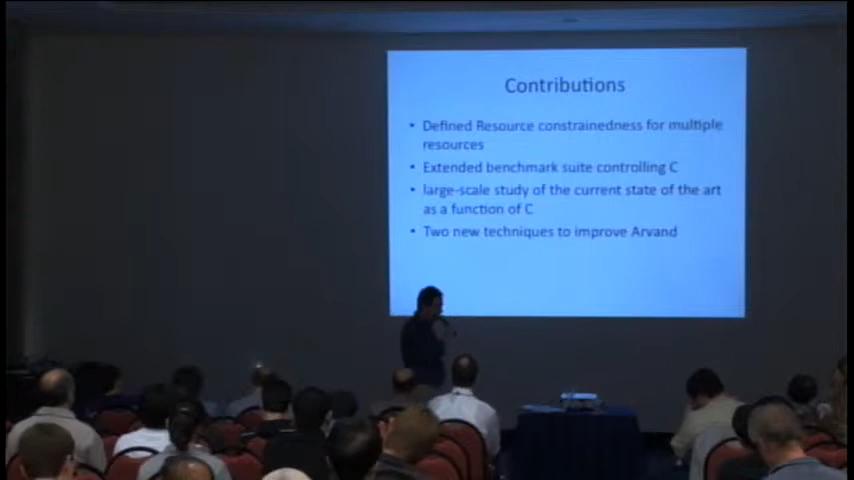 Contributions
• Defined Resource constrainedness for multiple
resources
• Extended benchmark suite controlling C
• large-scale study of the current state of the art
as a function of C
• Two new techniques to improve Arvand